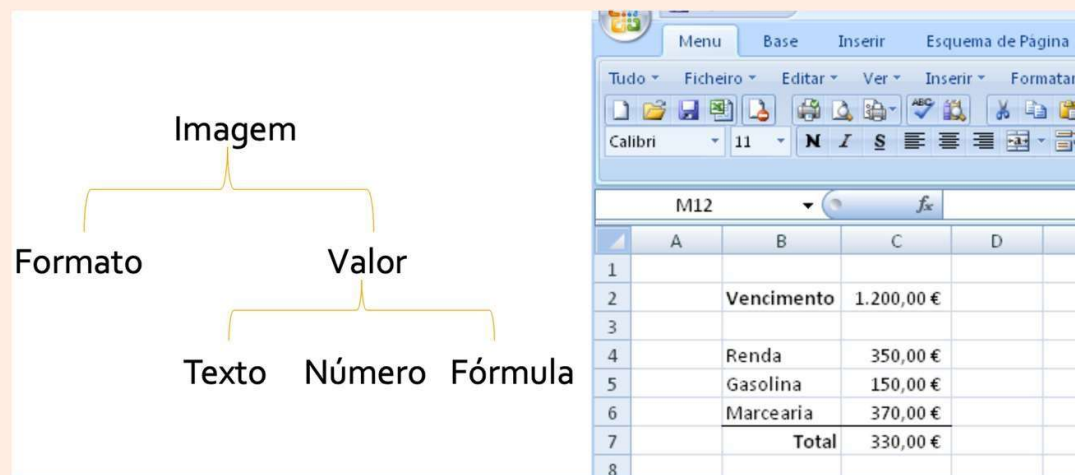 Imagem
Formato Valor
Texto Número Fórmula
Menu Base Inserir Esquema de Página
Tudo Ficheiro Editar Ver Inserir Formatar
ABC
Calibri 11 N I S
M12 fx
A B C D
1
2 Vencimento 1.200,00 €
3
4 Renda 350,00 €
5 Gasolina 150,00 €
6 Marcearia 370,00 €
7 Total 330,00 €
8